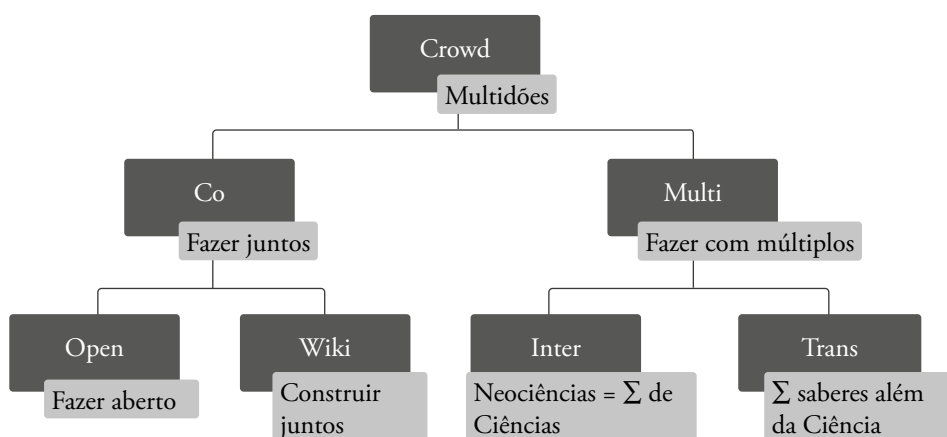 Crowd
Multidões
Co
Fazer juntos
Multi
Fazer com múltiplos
Open
Fazer aberto
Wiki
Construir
juntos
Inter
Neociências = Σ de
Ciências
Trans
Σ saberes além
da Ciência